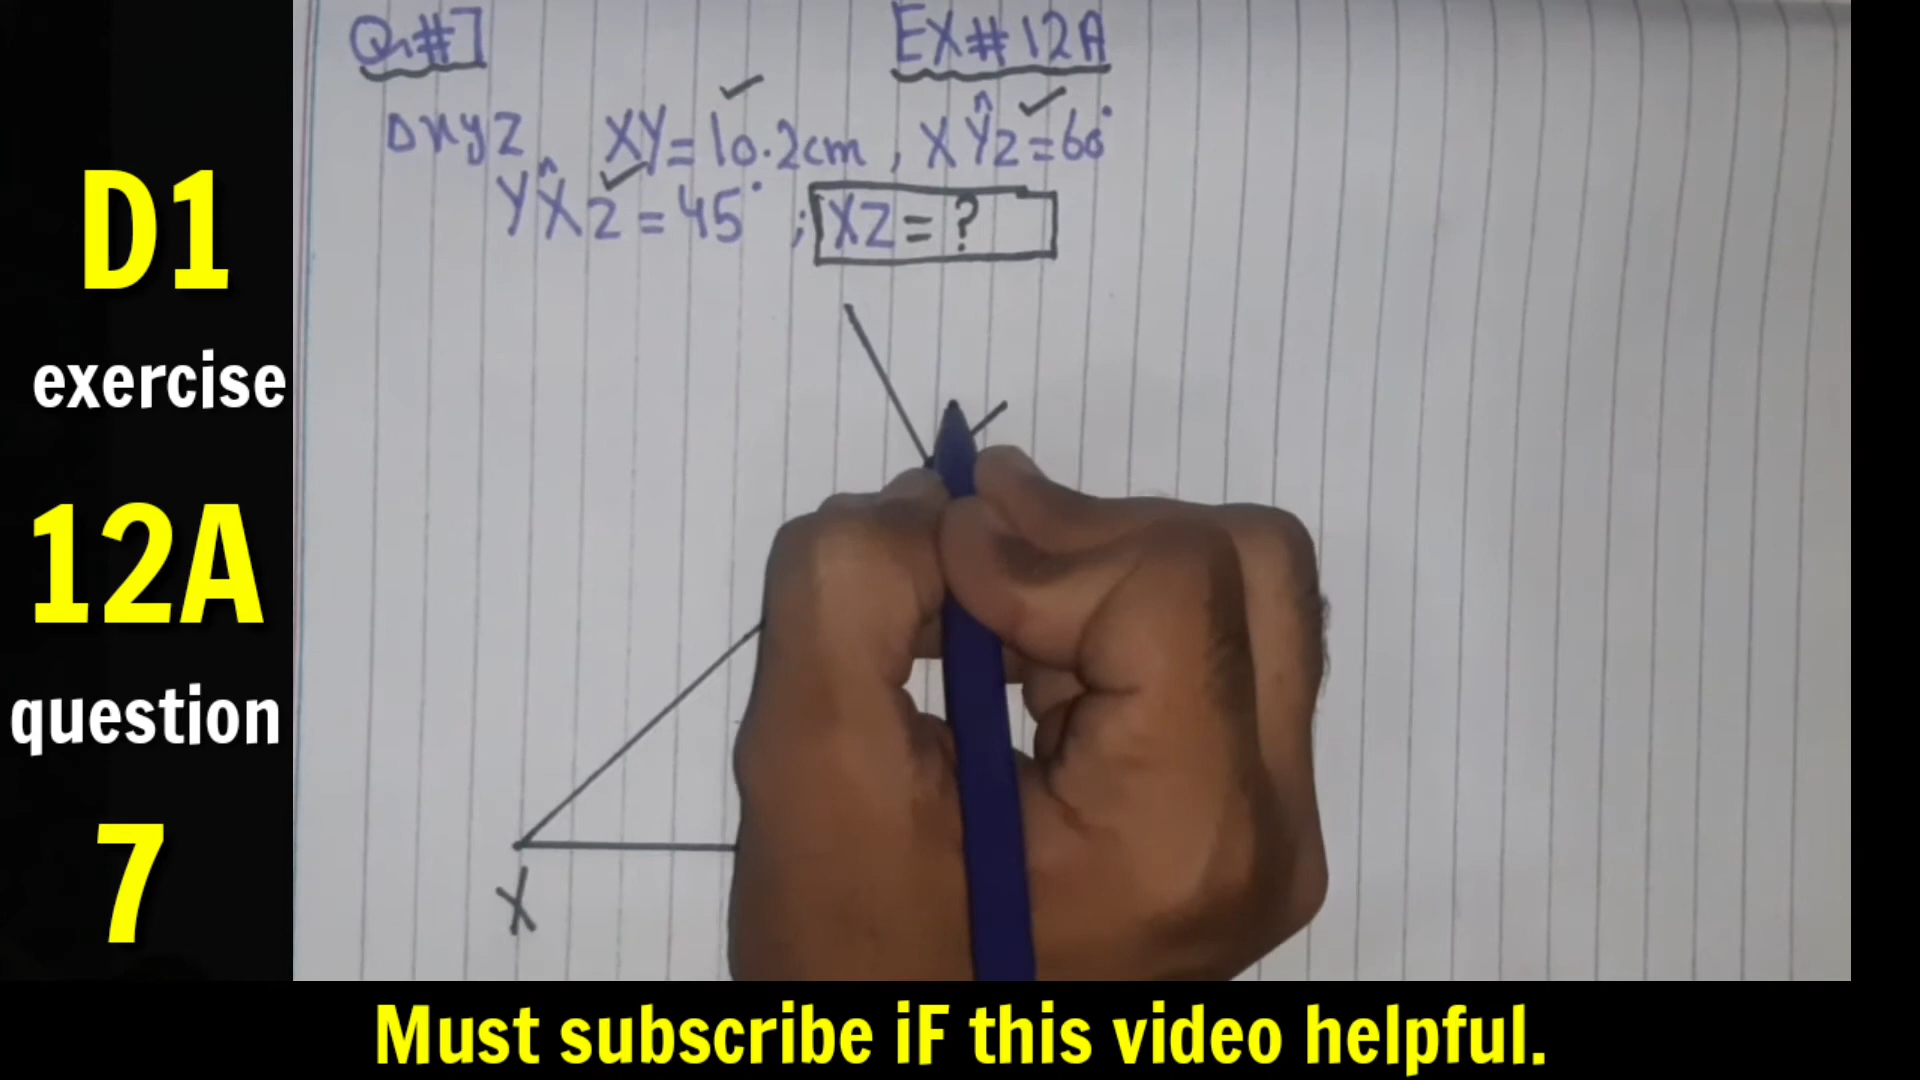 Qn#7
EX#12A
Δxyz XY=10.2cm, XŶz=60°
YX̂z=45° ; XZ=?
X
D1
exercise
12A
question
7
Must subscribe iF this video helpful.